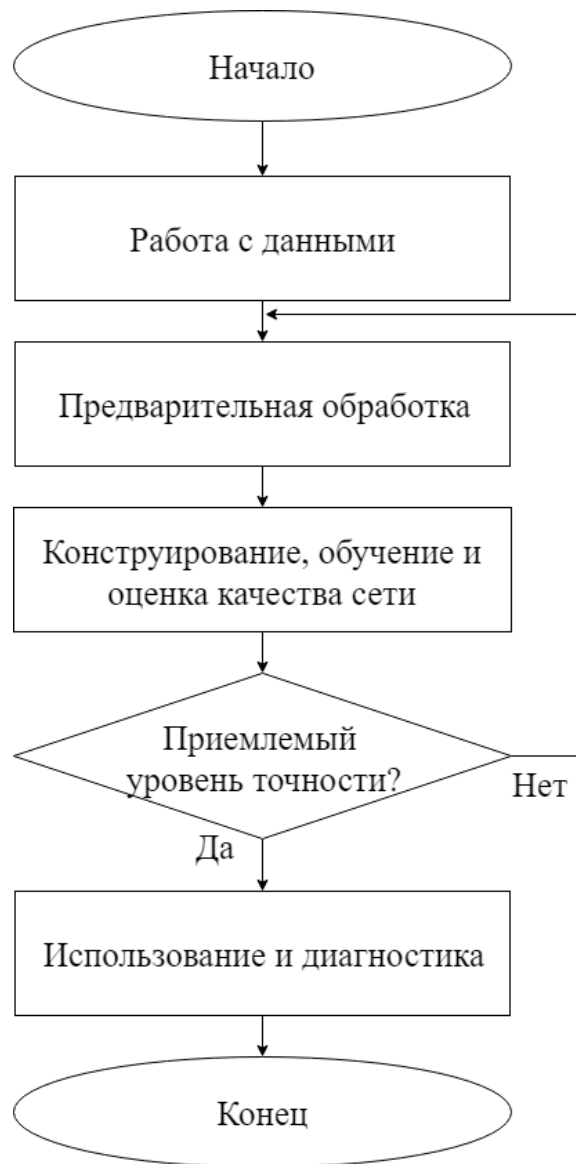 Начало
Работа с данными
Предварительная обработка
Конструирование, обучение и
оценка качества сети
Приемлемый
уровень точности?
Нет
Да
Использование и диагностика
Конец